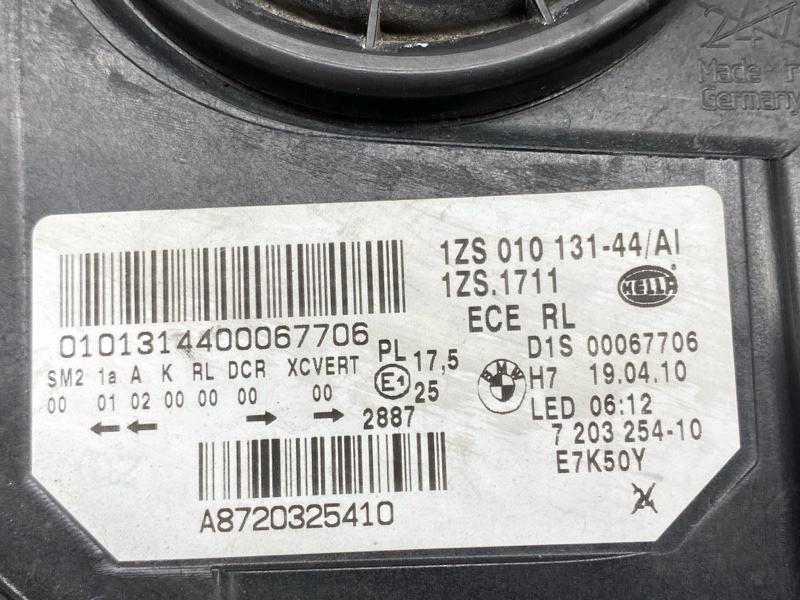 Made in
Germany
1ZS 010 131-44/AI
1ZS.1711
HELLA
ECE RL
0101314400067706
SM2 1a A K RL DCR XCVERT
00 01 02 00 00 00 00
PL 17,5
E1 25
2887
BMW
D1S 00067706
H7 19.04.10
LED 06:12
7 203 254-10
E7K50Y
A8720325410